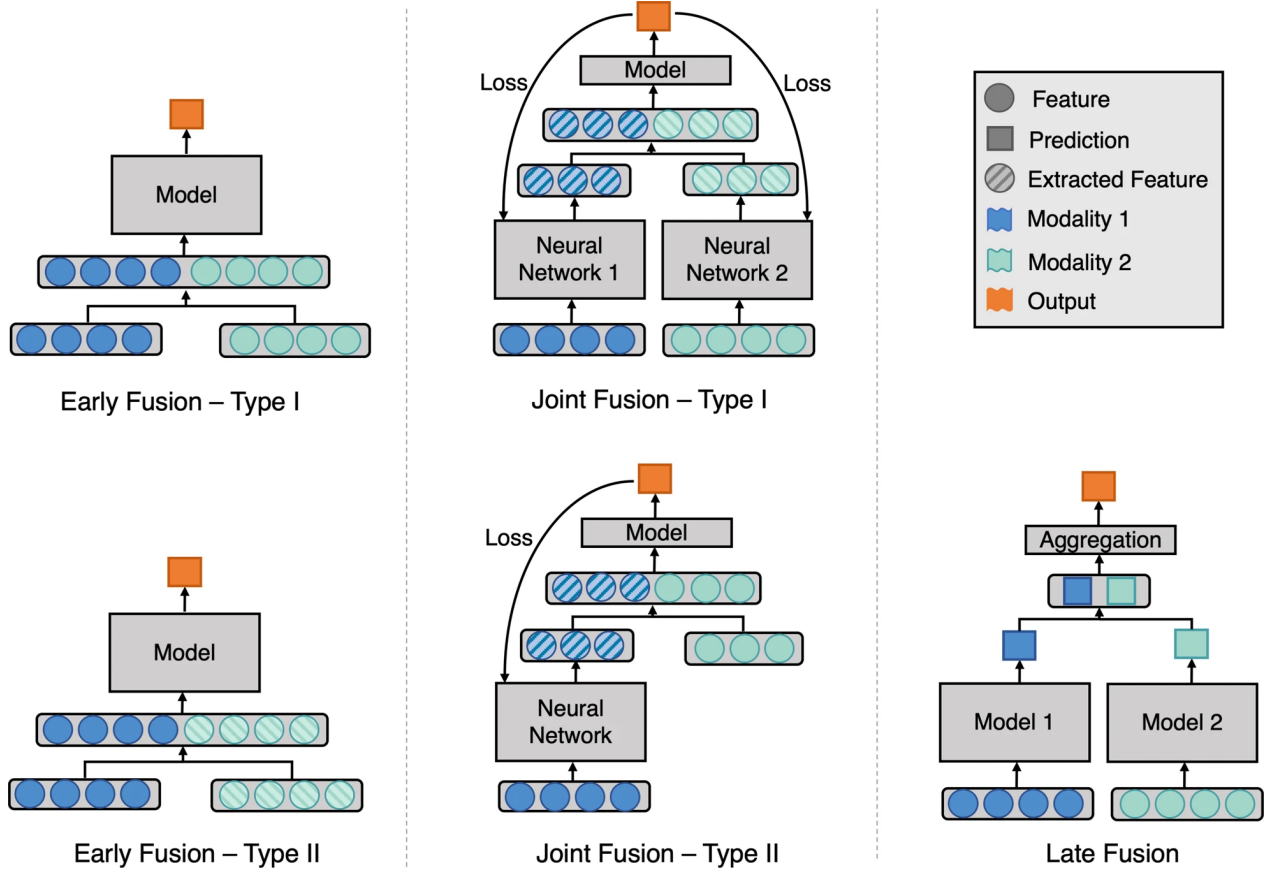 Model
Early Fusion – Type I
Loss
Model
Loss
Neural
Network 1
Neural
Network 2
Joint Fusion – Type I
Feature
Prediction
Extracted Feature
Modality 1
Modality 2
Output
Model
Early Fusion – Type II
Loss
Model
Neural
Network
Joint Fusion – Type II
Aggregation
Model 1
Model 2
Late Fusion